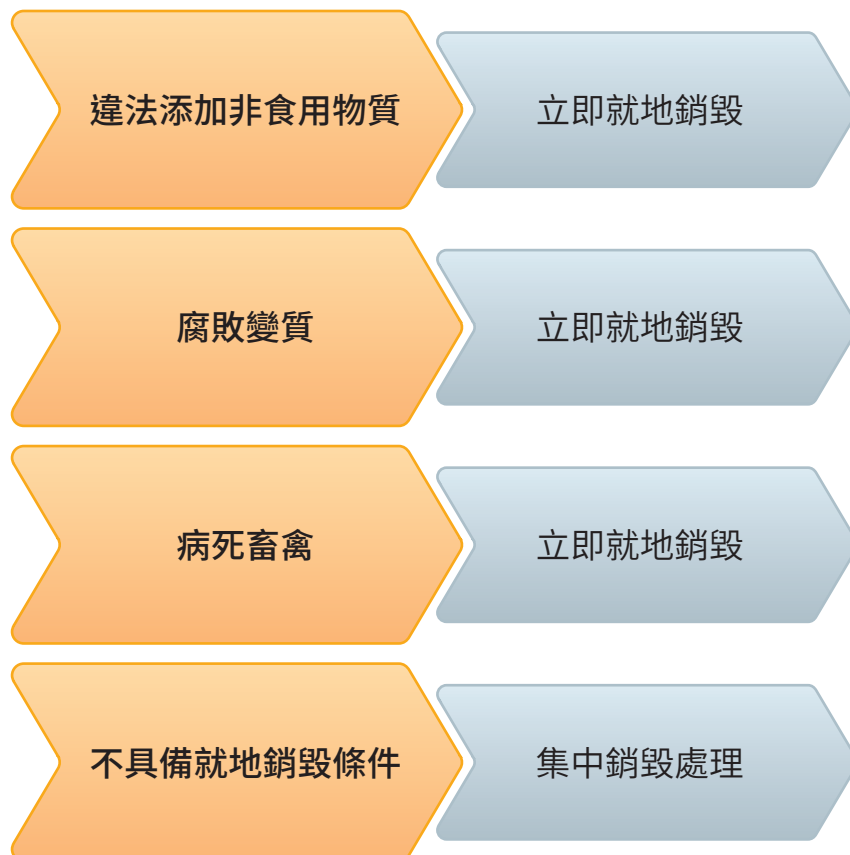 違法添加非食用物質
立即就地銷毀
腐敗變質
立即就地銷毀
病死畜禽
立即就地銷毀
不具備就地銷毀條件
集中銷毀處理